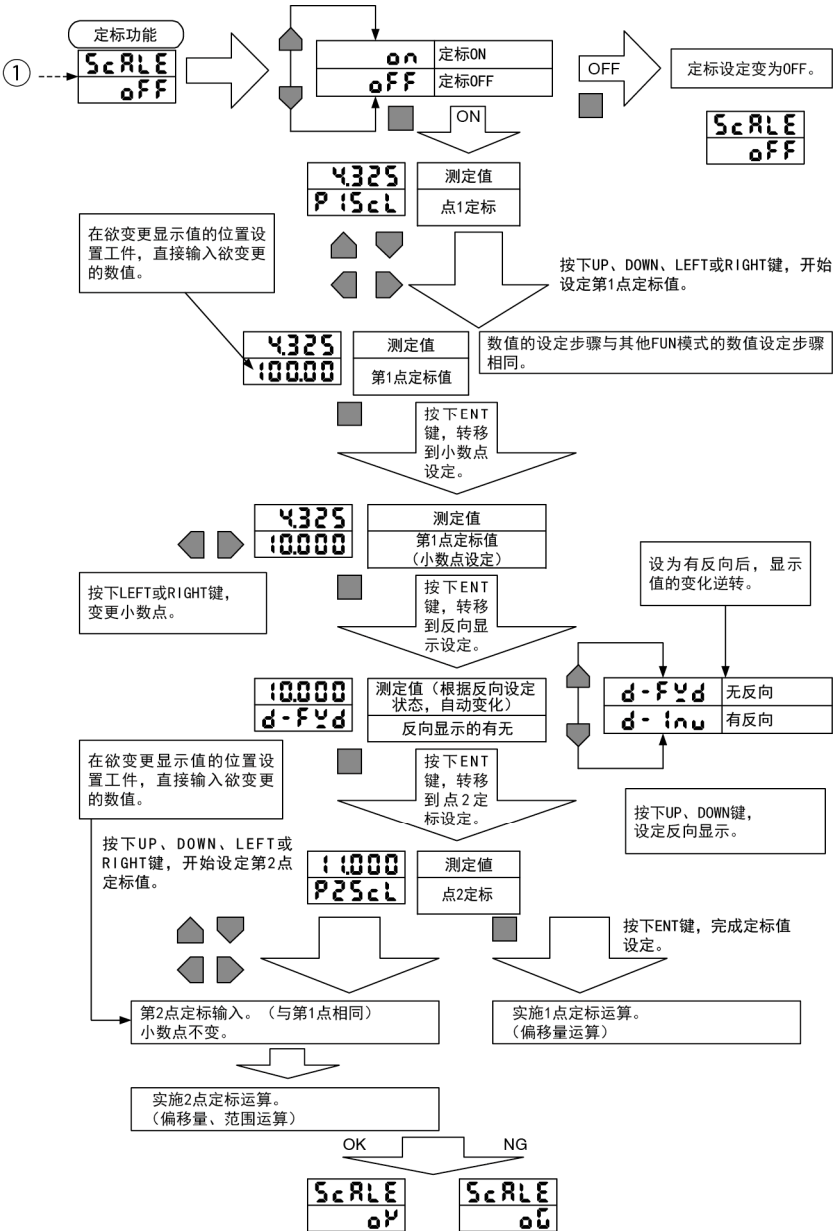 定标功能
①
ScALE
oFF
on 定标ON
oFF 定标OFF
OFF
定标设定变为OFF。
ScALE
oFF
ON
4.325 测定值
P1ScL 点1定标
在欲变更显示值的位置设
置工件，直接输入欲变更
的数值。
按下UP、DOWN、LEFT或RIGHT键，开始
设定第1点定标值。
4.325 测定值
100.00 第1点定标值
数值的设定步骤与其他FUN模式的数值设定步骤
相同。
按下ENT
键，转移
到小数点
设定。
4.325 测定值
10.000 第1点定标值
（小数点设定）
按下LEFT或RIGHT键，
变更小数点。
按下ENT
键，转移
到反向显
示设定。
设为有反向后，显示
值的变化逆转。
10.000 测定值（根据反向设定
状态，自动变化）
d-Fwd 反向显示的有无
d-Fwd 无反向
d-Inv 有反向
在欲变更显示值的位置设
置工件，直接输入欲变更
的数值。
按下ENT
键，转移
到点2定
标设定。
按下UP、DOWN键，
设定反向显示。
按下UP、DOWN、LEFT或
RIGHT键，开始设定第2点
定标值。
11.000 测定値
P2ScL 点2定标
按下ENT键，完成定标值
设定。
第2点定标输入。（与第1点相同）
小数点不变。
实施1点定标运算。
（偏移量运算）
实施2点定标运算。
（偏移量、范围运算）
OK NG
ScALE ScALE